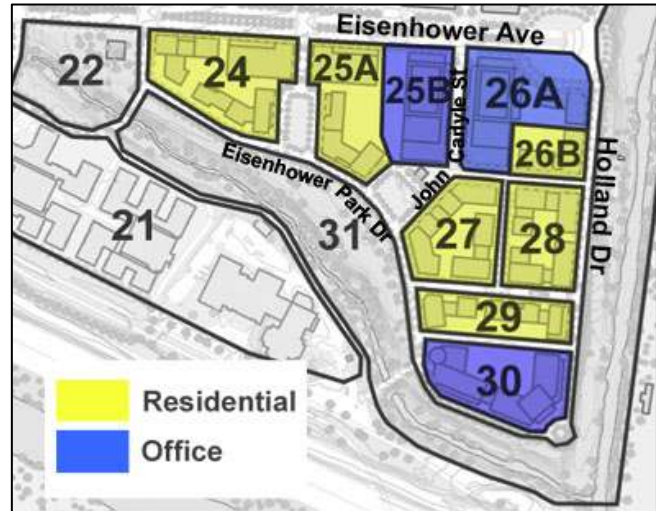 Eisenhower Ave
22
24
25A
25B
26A
John Carlyle St
26B
Holland Dr
Eisenhower Park Dr
21
31
27
28
29
30
Residential
Office